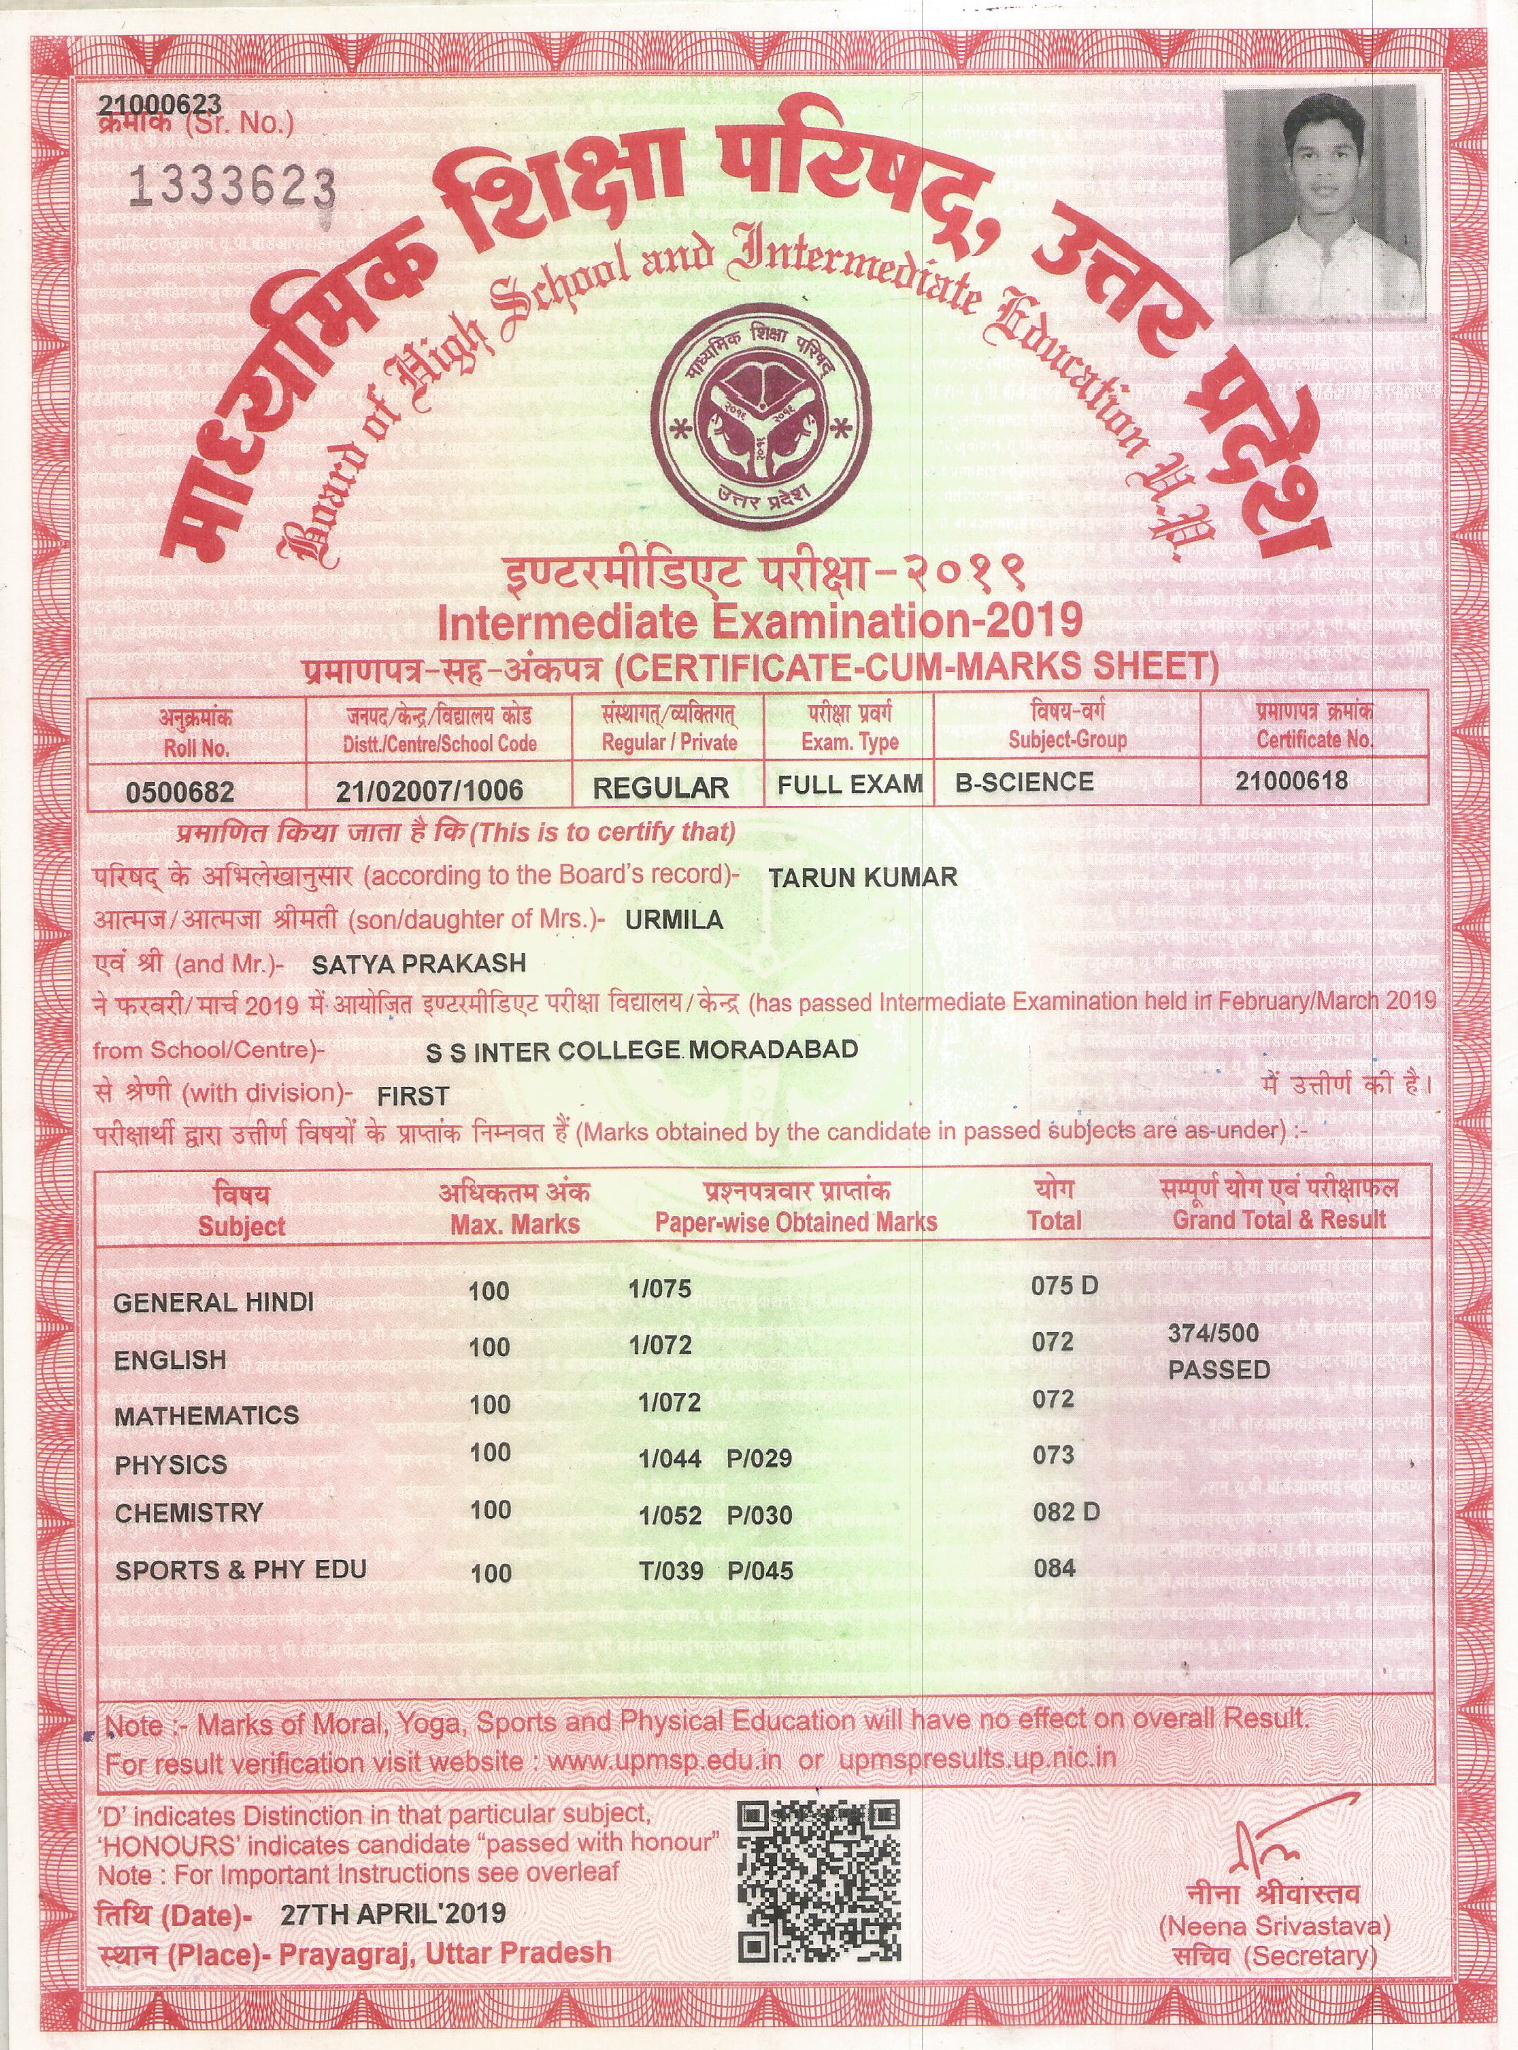 21000623
क्रमांक (Sr. No.)
1333623
माध्यमिक शिक्षा परिषद्, उत्तर प्रदेश
Board of High School and Intermediate Education U.P.
माध्यमिक शिक्षा परिषद्
उत्तर प्रदेश
इण्टरमीडिएट परीक्षा-२०१९
Intermediate Examination-2019
प्रमाणपत्र-सह-अंकपत्र (CERTIFICATE-CUM-MARKS SHEET)
अनुक्रमांक जनपद/केन्द्र/विद्यालय कोड संस्थागत्/व्यक्तिगत् परीक्षा प्रवर्ग विषय-वर्ग प्रमाणपत्र क्रमांक
Roll No. Distt./Centre/School Code Regular / Private Exam. Type Subject-Group Certificate No.
0500682 21/02007/1006 REGULAR FULL EXAM B-SCIENCE 21000618
प्रमाणित किया जाता है कि (This is to certify that)
परिषद् के अभिलेखानुसार (according to the Board's record)- TARUN KUMAR
आत्मज/आत्मजा श्रीमती (son/daughter of Mrs.)- URMILA
एवं श्री (and Mr.)- SATYA PRAKASH
ने फरवरी/मार्च 2019 में आयोजित इण्टरमीडिएट परीक्षा विद्यालय/केन्द्र (has passed Intermediate Examination held in February/March 2019
from School/Centre)- S S INTER COLLEGE MORADABAD
से श्रेणी (with division)- FIRST में उत्तीर्ण की है।
परीक्षार्थी द्वारा उत्तीर्ण विषयों के प्राप्तांक निम्नवत हैं (Marks obtained by the candidate in passed subjects are as-under) :-
विषय अधिकतम अंक प्रश्नपत्रवार प्राप्तांक योग सम्पूर्ण योग एवं परीक्षाफल
Subject Max. Marks Paper-wise Obtained Marks Total Grand Total & Result
GENERAL HINDI 100 1/075 075 D
ENGLISH 100 1/072 072 374/500
PASSED
MATHEMATICS 100 1/072 072
PHYSICS 100 1/044 P/029 073
CHEMISTRY 100 1/052 P/030 082 D
SPORTS & PHY EDU 100 T/039 P/045 084
Note :- Marks of Moral, Yoga, Sports and Physical Education will have no effect on overall Result.
For result verification visit website : www.upmsp.edu.in or upmspresults.up.nic.in
'D' indicates Distinction in that particular subject,
'HONOURS' indicates candidate "passed with honour"
Note : For Important Instructions see overleaf
तिथि (Date)- 27TH APRIL'2019
स्थान (Place)- Prayagraj, Uttar Pradesh
नीना श्रीवास्तव
(Neena Srivastava)
सचिव (Secretary)